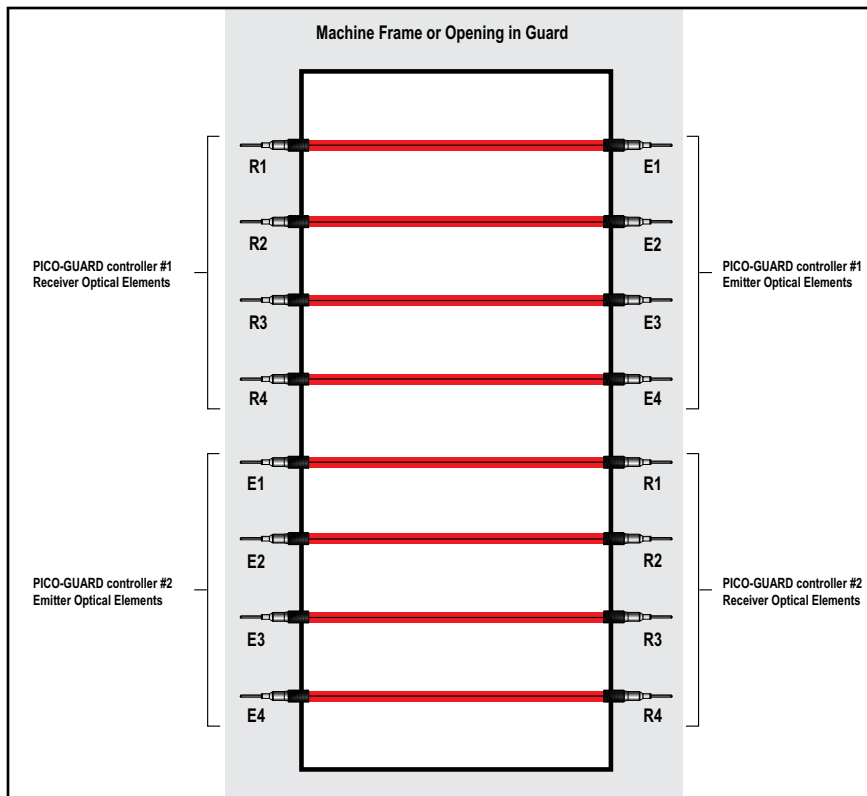 Machine Frame or Opening in Guard
R1
E1
R2
E2
PICO-GUARD controller #1
Receiver Optical Elements
PICO-GUARD controller #1
Emitter Optical Elements
R3
E3
R4
E4
E1
R1
E2
R2
PICO-GUARD controller #2
Emitter Optical Elements
PICO-GUARD controller #2
Receiver Optical Elements
E3
R3
E4
R4